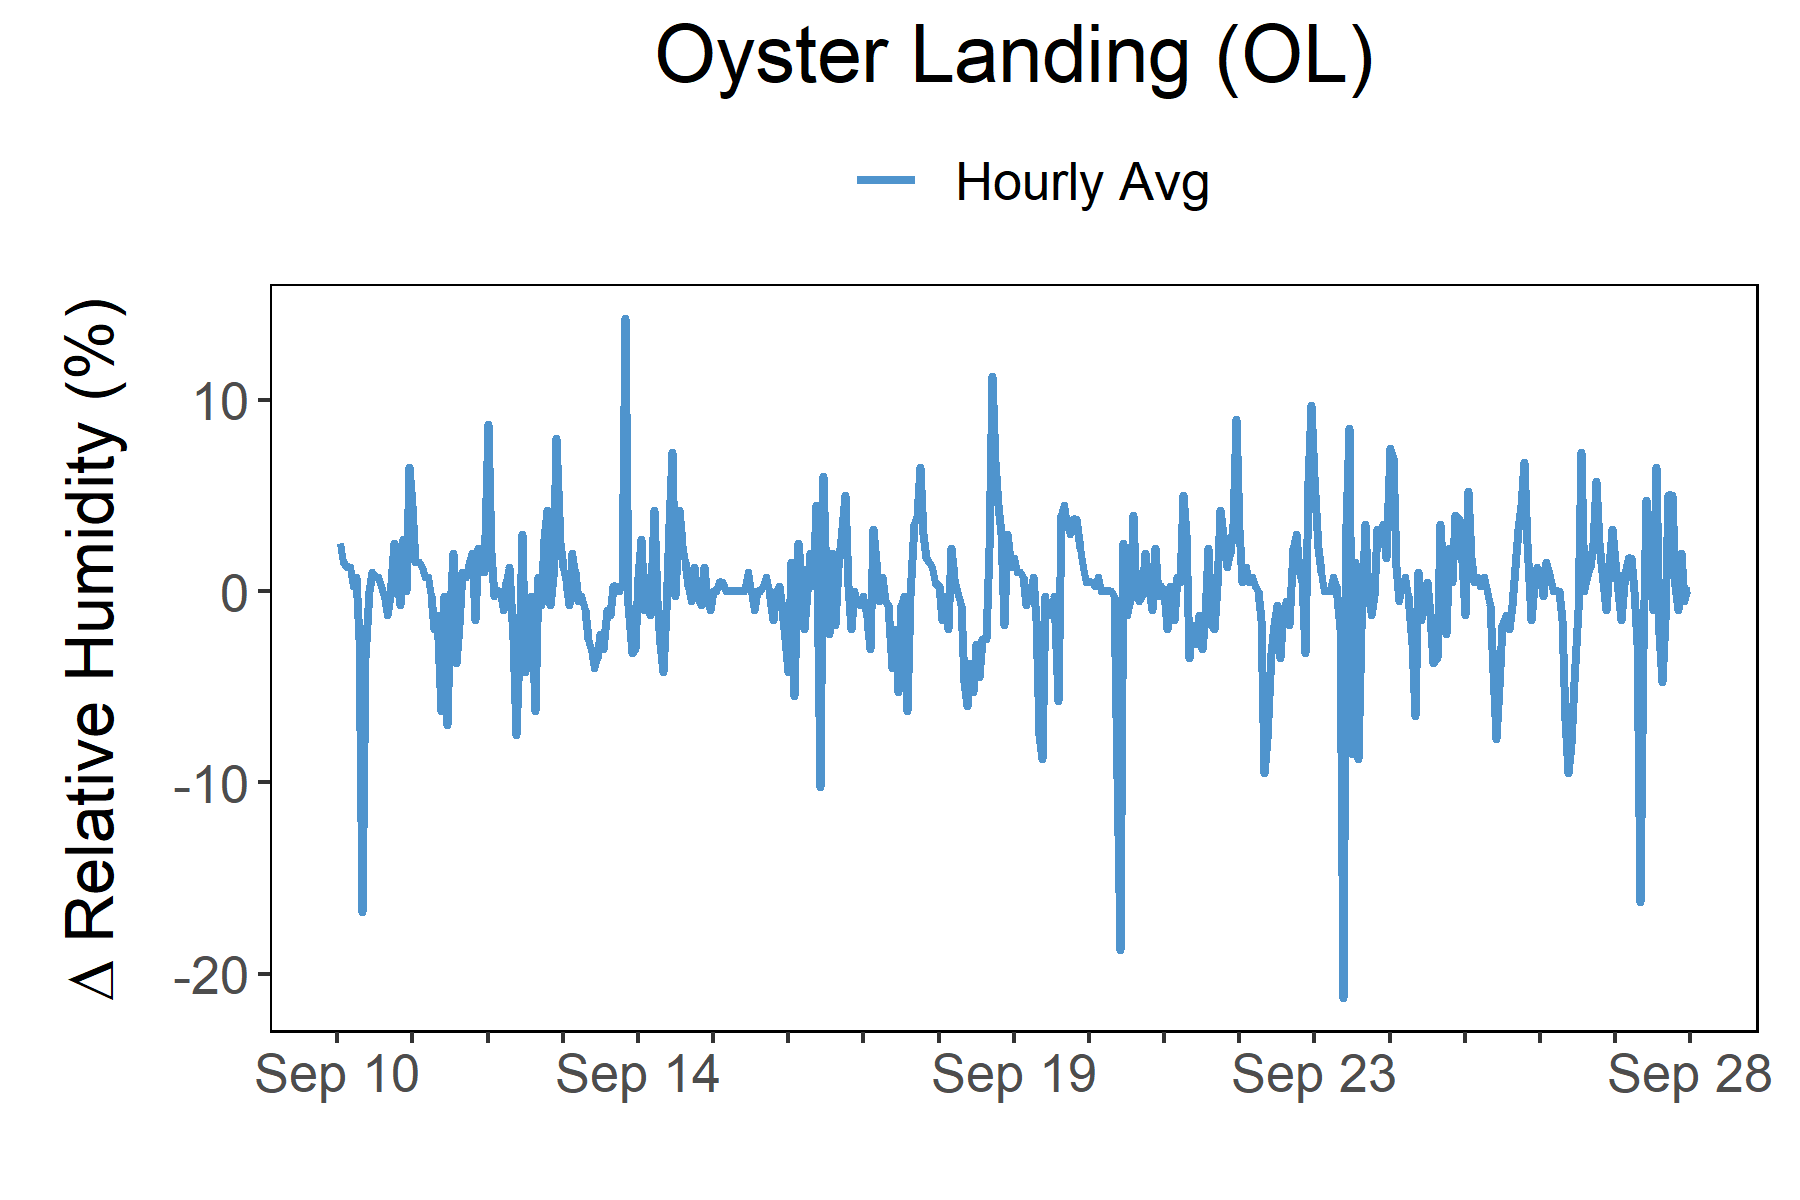 Oyster Landing (OL)
Hourly Avg
Δ Relative Humidity (%)
10
0
-10
-20
Sep 10 Sep 14 Sep 19 Sep 23 Sep 28